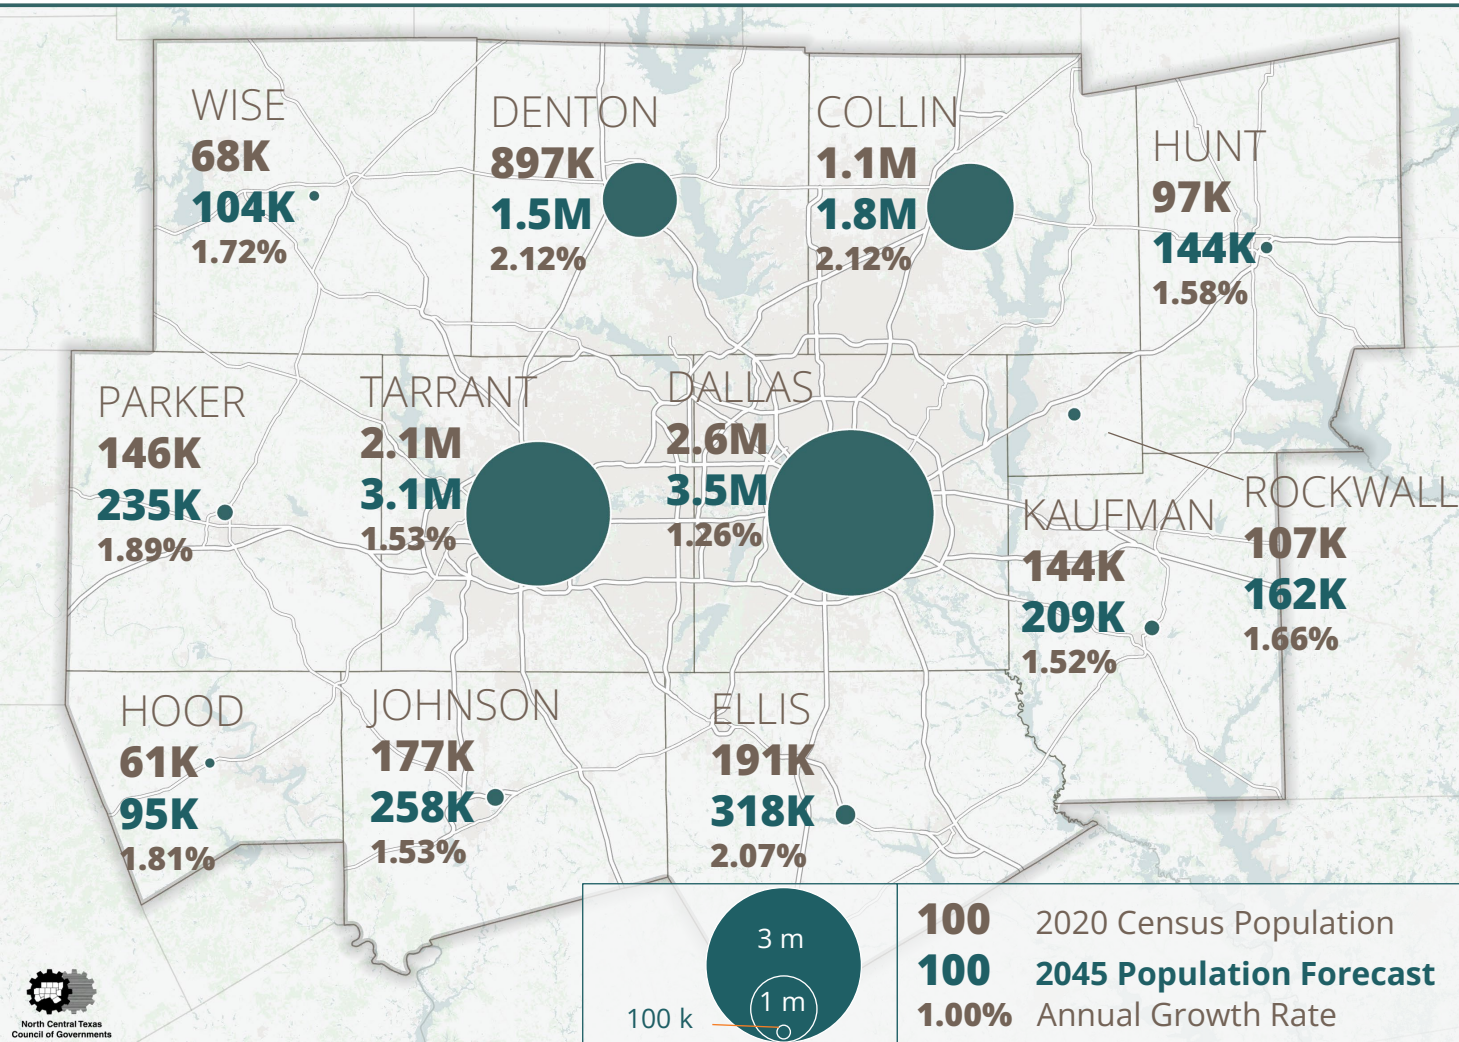 WISE
68K
104K
1.72%
DENTON
897K
1.5M
2.12%
COLLIN
1.1M
1.8M
2.12%
HUNT
97K
144K
1.58%
PARKER
146K
235K
1.89%
TARRANT
2.1M
3.1M
1.53%
DALLAS
2.6M
3.5M
1.26%
KAUFMAN
144K
209K
1.52%
ROCKWALL
107K
162K
1.66%
HOOD
61K
95K
1.81%
JOHNSON
177K
258K
1.53%
ELLIS
191K
318K
2.07%
3 m
1 m
100 k
100 2020 Census Population
100 2045 Population Forecast
1.00% Annual Growth Rate
North Central Texas
Council of Governments